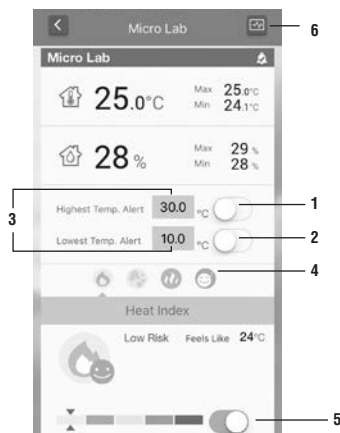 Micro Lab
6
Micro Lab
25.0°C Max 25.0°C
Min 24.1°C
28 % Max 29 %
Min 28 %
Highest Temp. Alert 30.0 °C 1
3
Lowest Temp. Alert 10.0 °C 2
4
Heat Index
Low Risk Feels Like 24°C
5